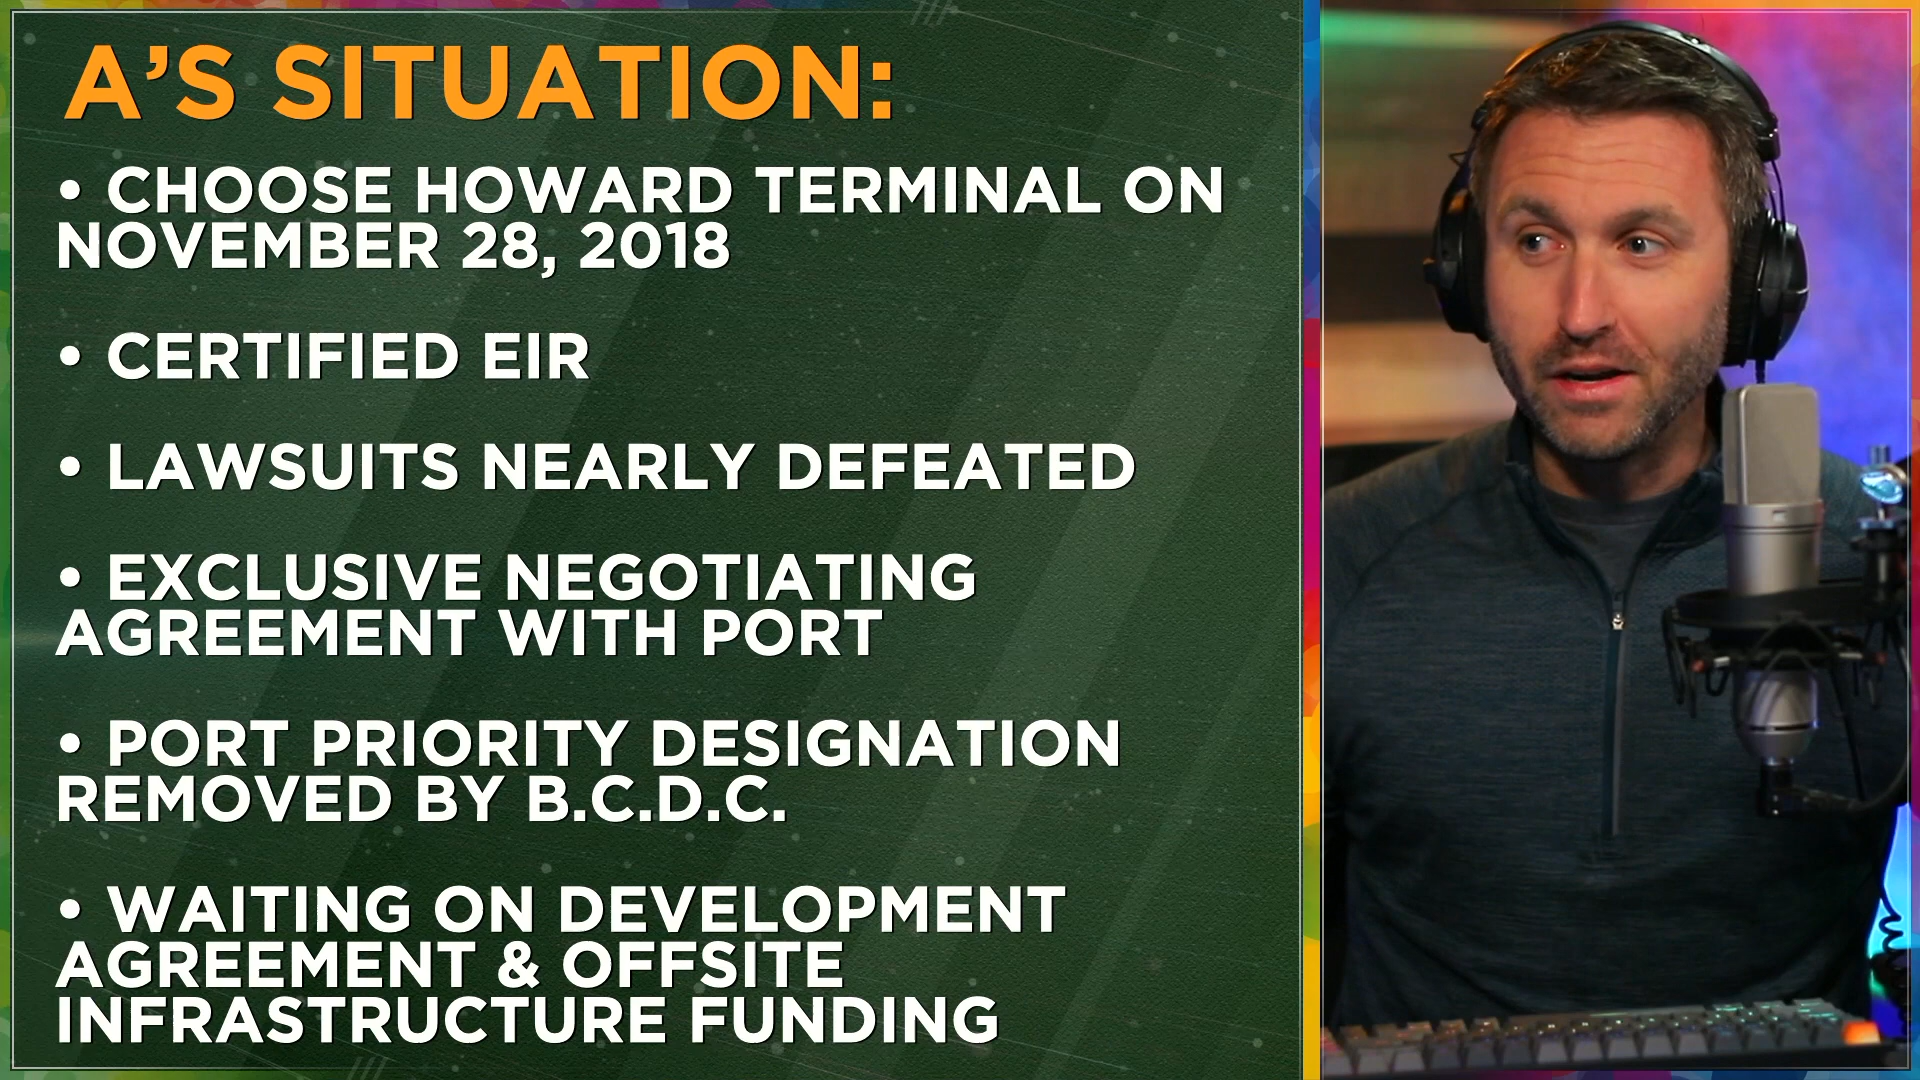 A'S SITUATION:
• CHOOSE HOWARD TERMINAL ON
NOVEMBER 28, 2018
• CERTIFIED EIR
• LAWSUITS NEARLY DEFEATED
• EXCLUSIVE NEGOTIATING
AGREEMENT WITH PORT
• PORT PRIORITY DESIGNATION
REMOVED BY B.C.D.C.
• WAITING ON DEVELOPMENT
AGREEMENT & OFFSITE
INFRASTRUCTURE FUNDING